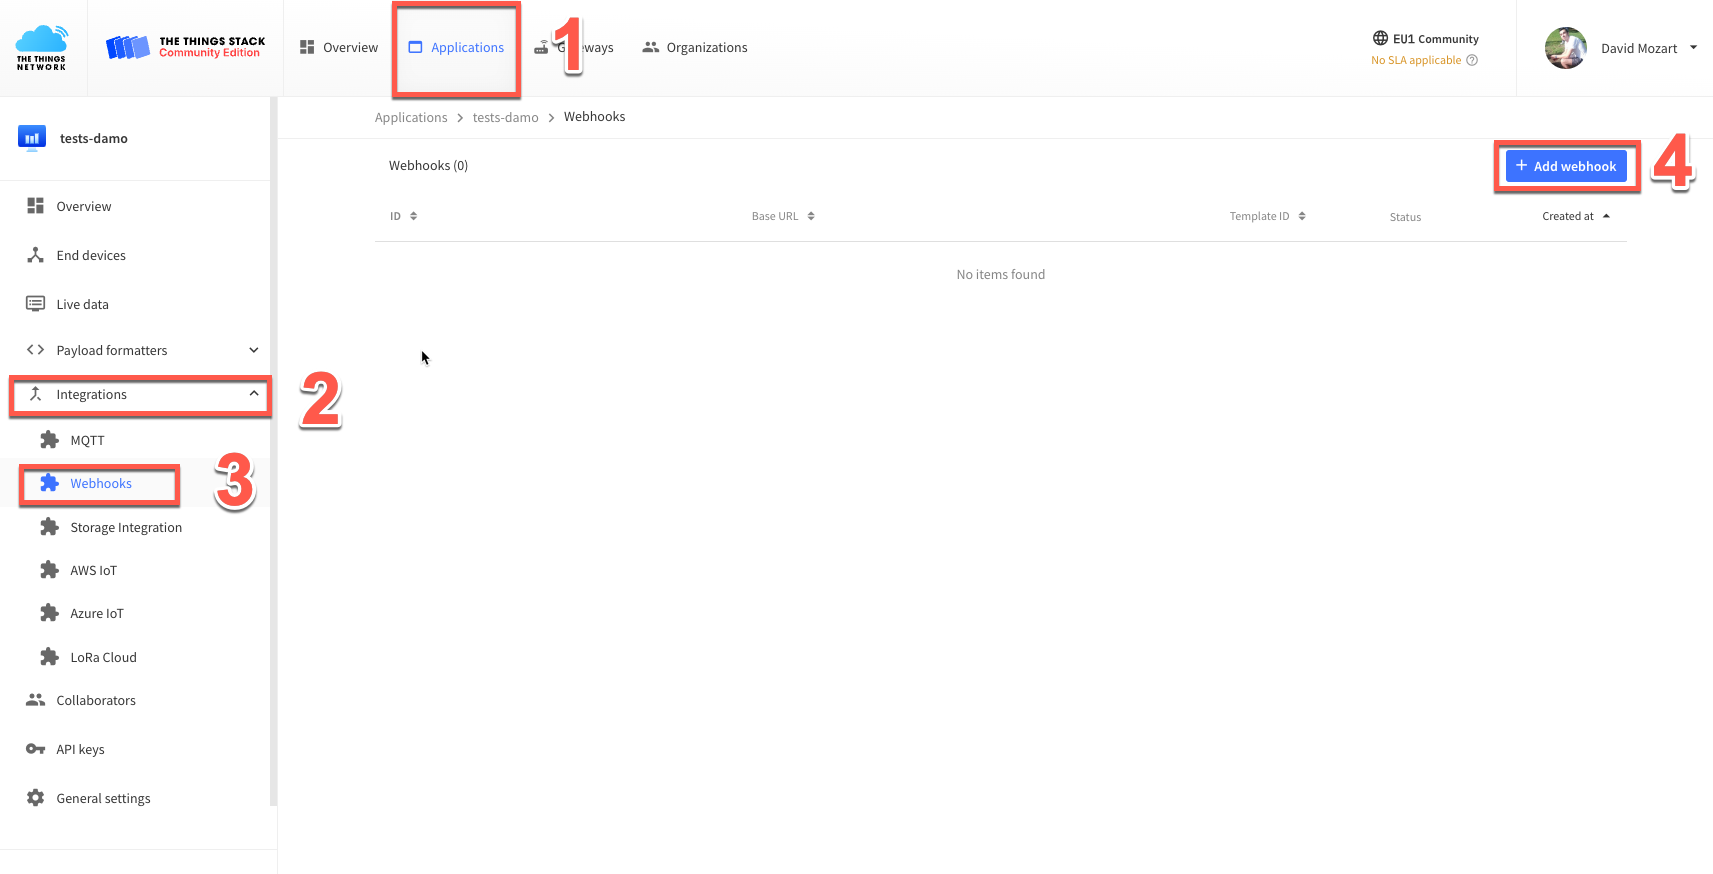 THE THINGS
NETWORK
THE THINGS STACK
Community Edition
Overview
Applications
1
Organizations
EU1 Community
No SLA applicable ?
David Mozart
tests-damo
Applications > tests-damo > Webhooks
Webhooks (0)
+ Add webhook
4
ID
Base URL
Template ID
Status
Created at
No items found
Overview
End devices
Live data
Payload formatters
Integrations
2
MQTT
Webhooks
3
Storage Integration
AWS IoT
Azure IoT
LoRa Cloud
Collaborators
API keys
General settings